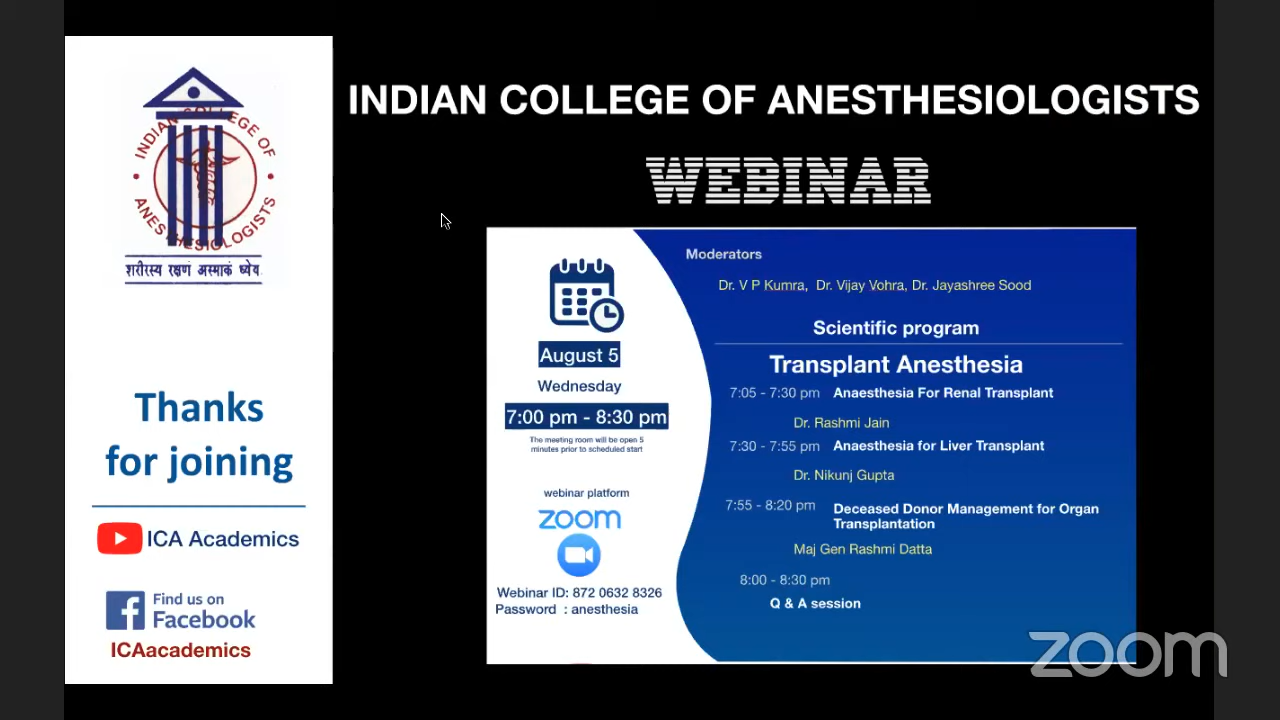 INDIAN COLLEGE OF
ANESTHESIOLOGISTS
शरीरस्य रक्षणं अस्माकं ध्येय
Thanks
for joining
ICA Academics
Find us on
Facebook
ICAacademics
INDIAN COLLEGE OF ANESTHESIOLOGISTS
WEBINAR
August 5
Wednesday
7:00 pm - 8:30 pm
The meeting room will be open 5
minutes prior to scheduled start
webinar platform
zoom
Webinar ID: 872 0632 8326
Password : anesthesia
Moderators
Dr. V P Kumra, Dr. Vijay Vohra, Dr. Jayashree Sood
Scientific program
Transplant Anesthesia
7:05 - 7:30 pm Anaesthesia For Renal Transplant
Dr. Rashmi Jain
7:30 - 7:55 pm Anaesthesia for Liver Transplant
Dr. Nikunj Gupta
7:55 - 8:20 pm Deceased Donor Management for Organ
Transplantation
Maj Gen Rashmi Datta
8:00 - 8:30 pm
Q & A session
zoom